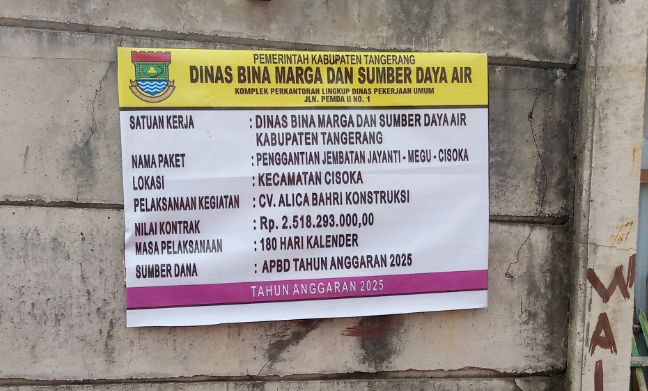 PEMERINTAH KABUPATEN TANGERANG
DINAS BINA MARGA DAN SUMBER DAYA AIR
KOMPLEK PERKANTORAN LINGKUP DINAS PEKERJAAN UMUM
JLN. PEMDA II NO. 1
SATUAN KERJA : DINAS BINA MARGA DAN SUMBER DAYA AIR
KABUPATEN TANGERANG
NAMA PAKET : PENGGANTIAN JEMBATAN JAYANTI - MEGU - CISOKA
LOKASI : KECAMATAN CISOKA
PELAKSANAAN KEGIATAN : CV. ALICA BAHRI KONSTRUKSI
NILAI KONTRAK : Rp. 2.518.293.000,00
MASA PELAKSANAAN : 180 HARI KALENDER
SUMBER DANA : APBD TAHUN ANGGARAN 2025
TAHUN ANGGARAN 2025
WA